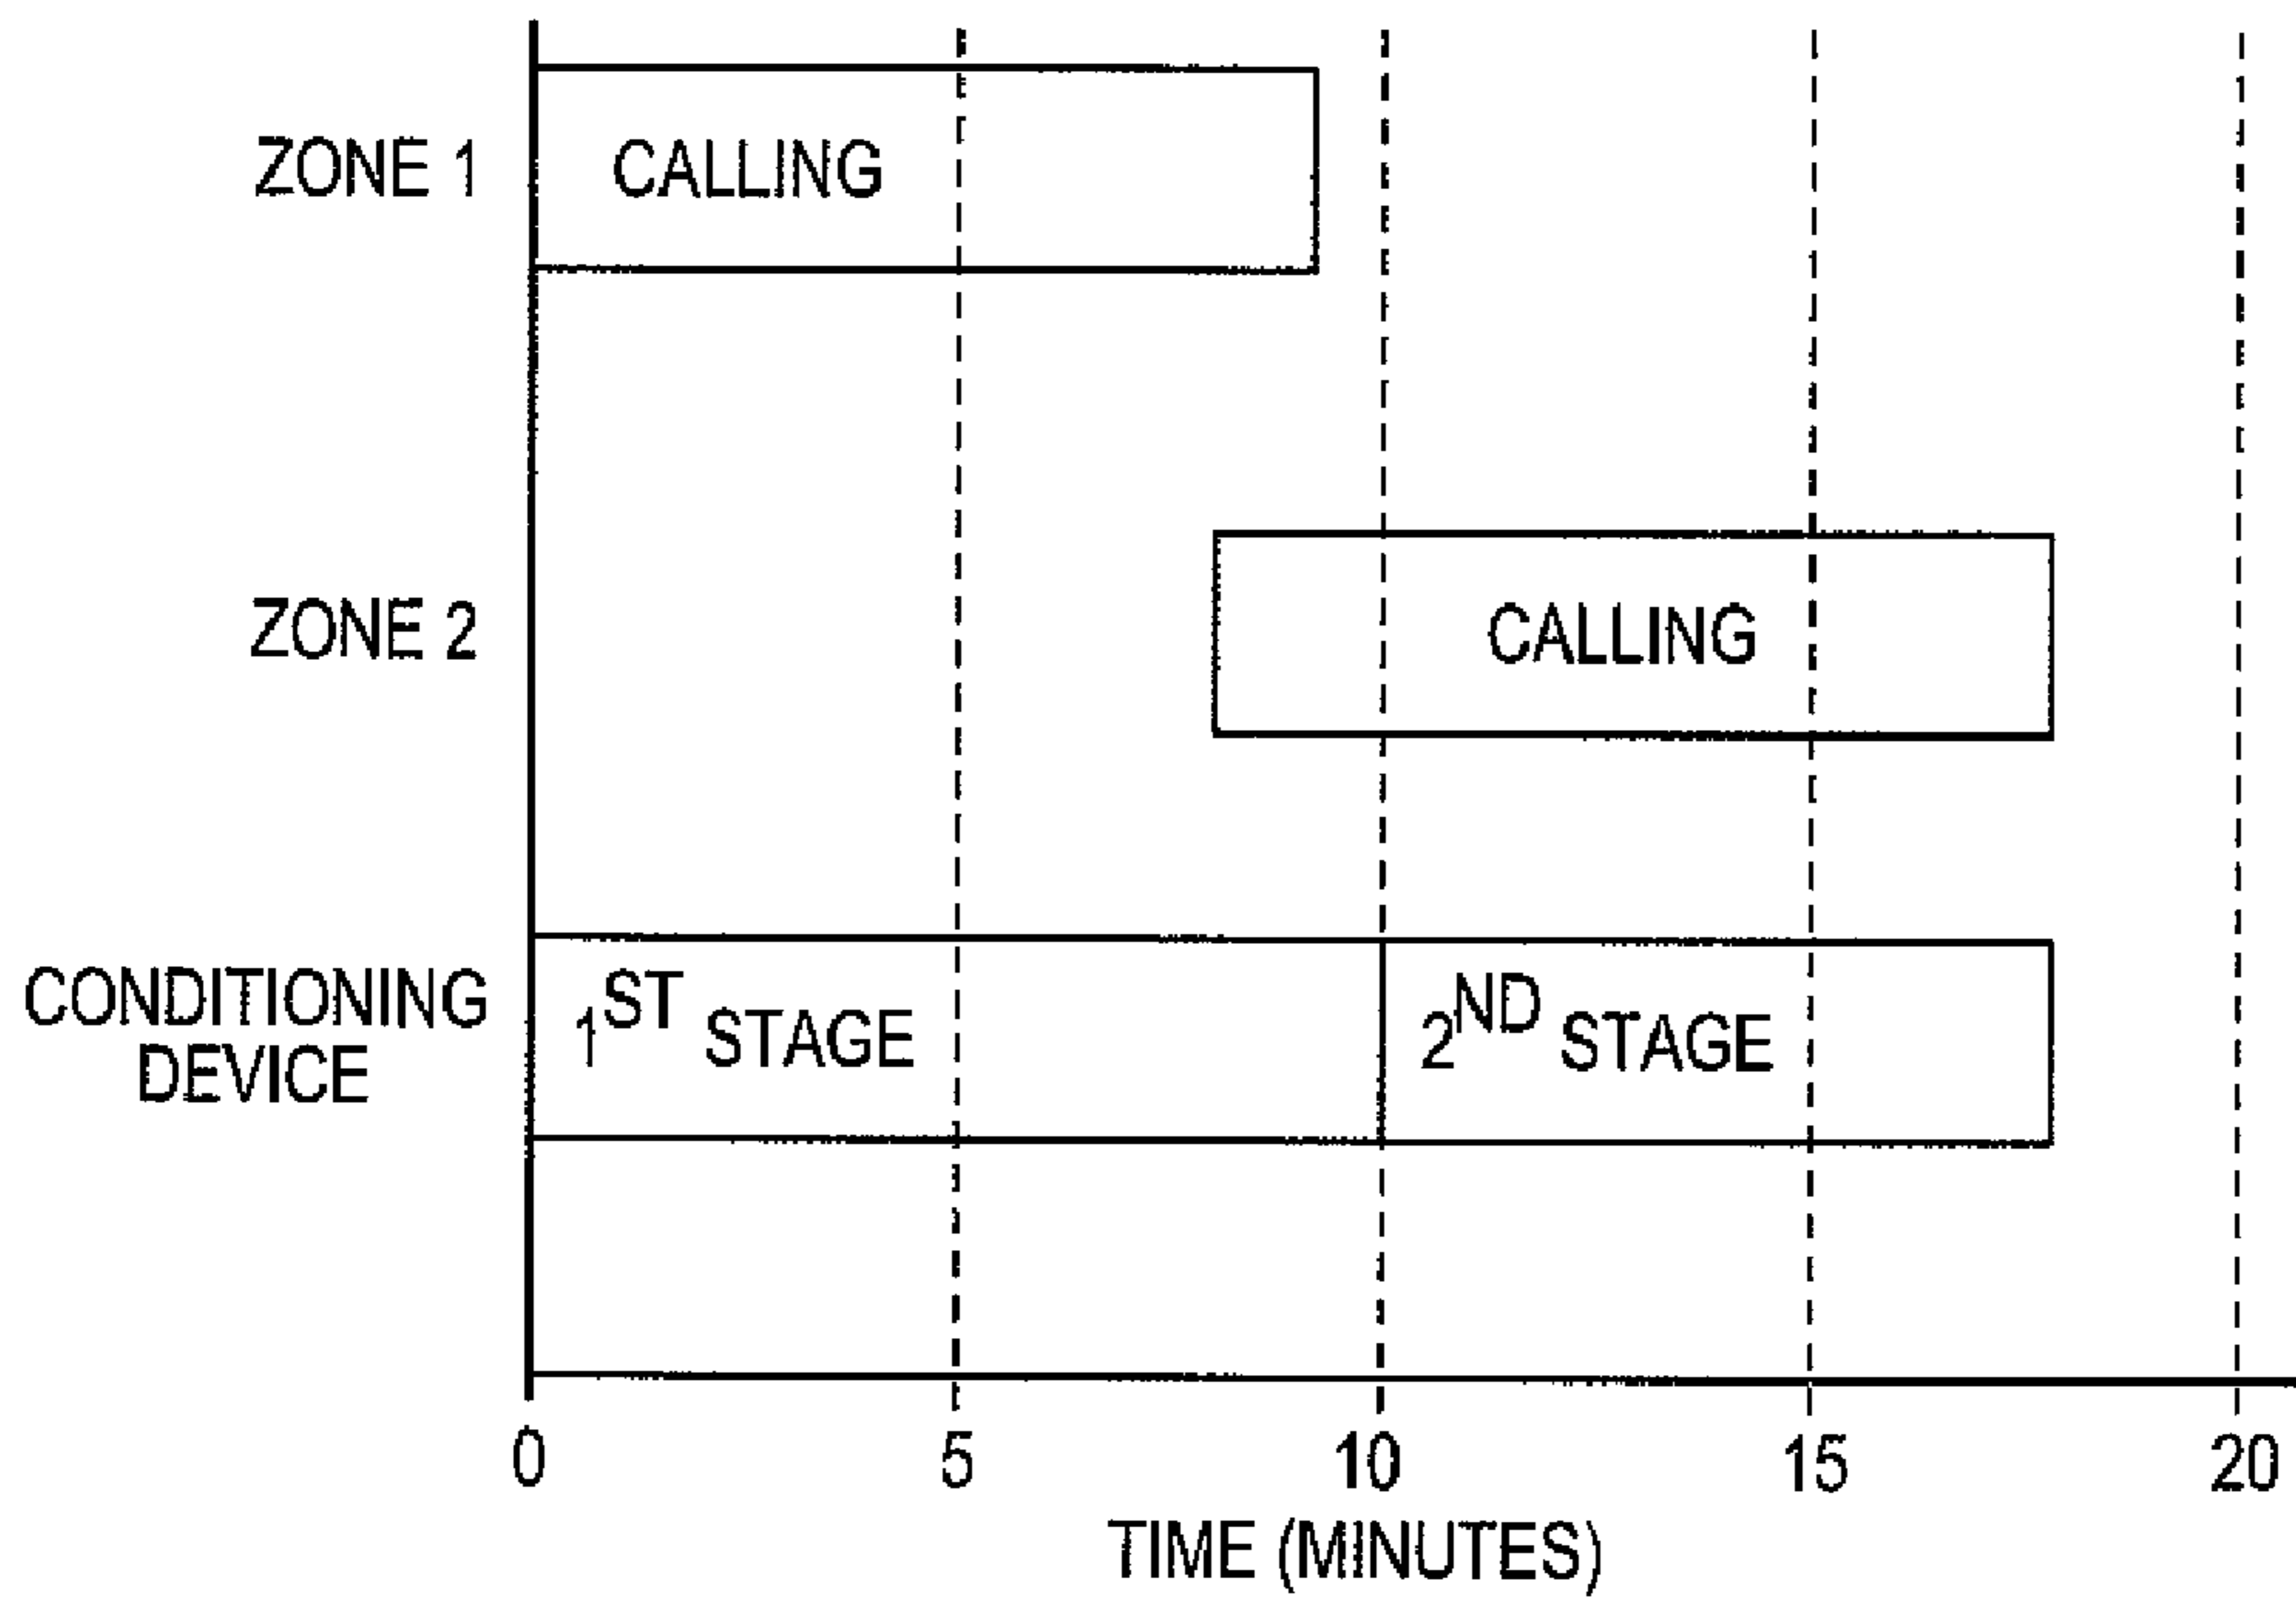 ZONE 1
CALLING
ZONE 2
CALLING
CONDITIONING
DEVICE
1ST STAGE
2ND STAGE
0 5 10 15 20
TIME (MINUTES)